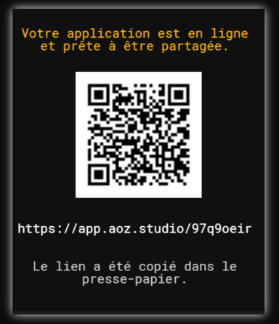 Votre application est en ligne
et prête à être partagée.
https://app.aoz.studio/97q9oeir
Le lien a été copié dans le
presse-papier.